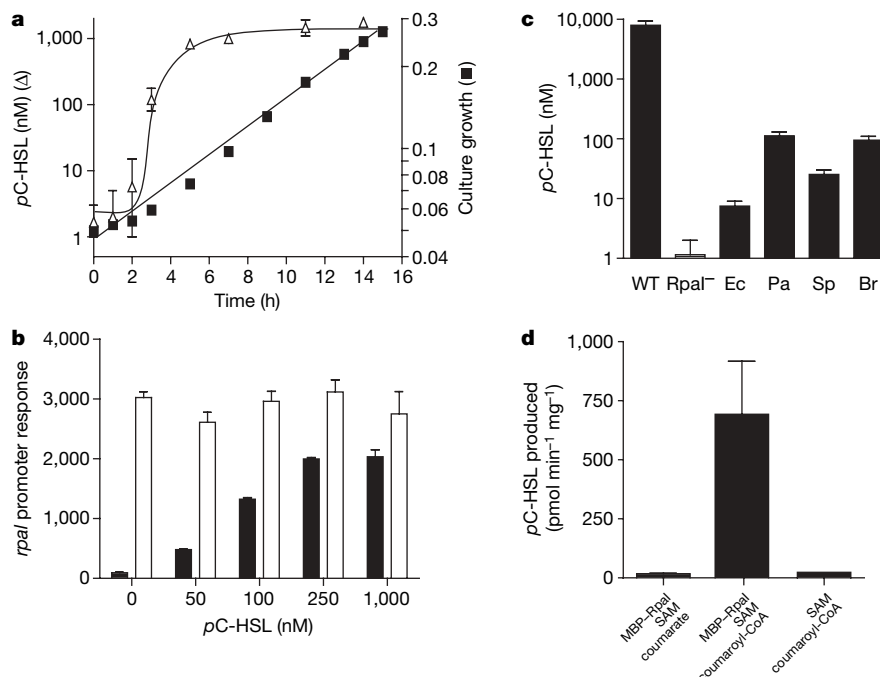 a
pC-HSL (nM) (Δ)
1,000
100
10
1
0.3
0.2
0.1
0.08
0.06
0.04
Culture growth (■)
0 2 4 6 8 10 12 14 16
Time (h)
c
pC-HSL (nM)
10,000
1,000
100
10
1
WT RpaI– Ec Pa Sp Br
b
rpaI promoter response
4,000
3,000
2,000
1,000
0
0 50 100 250 1,000
pC-HSL (nM)
d
pC-HSL produced
(pmol min–1 mg–1)
1,000
750
500
250
0
MBP–RpaI
SAM
coumarate
MBP–RpaI
SAM
coumaroyl-CoA
SAM
coumaroyl-CoA